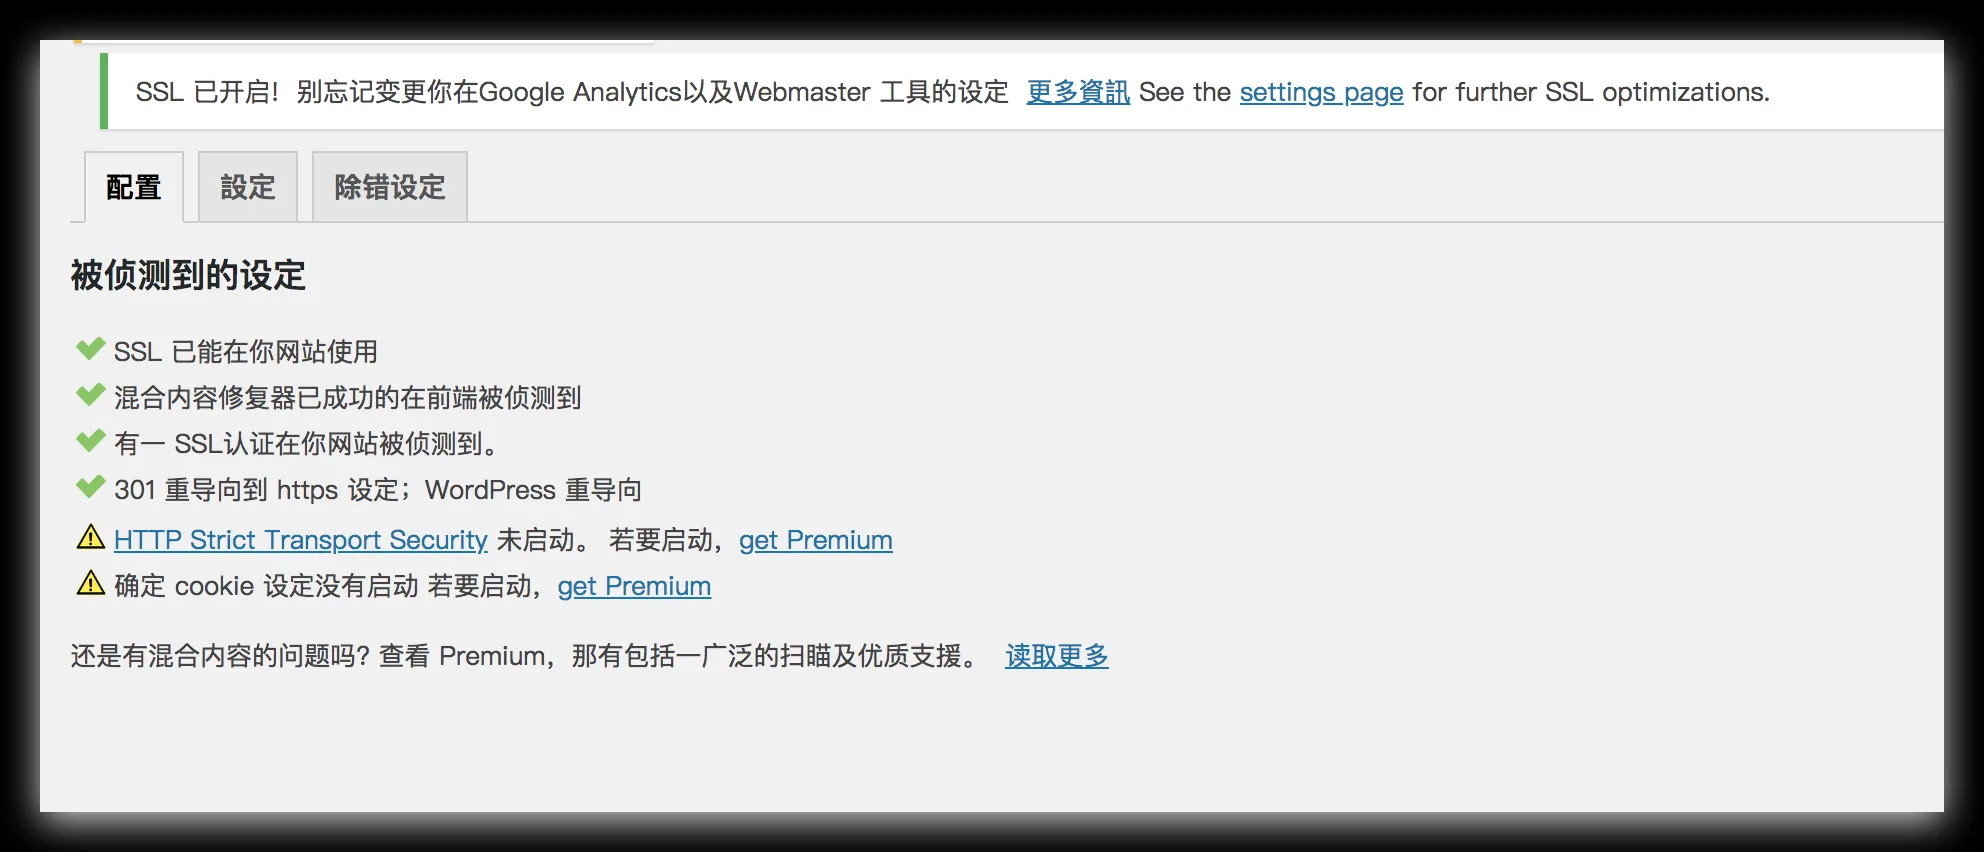 SSL 已开启！别忘记变更你在Google Analytics以及Webmaster 工具的设定 更多資訊 See the settings page for further SSL optimizations.
配置 設定 除错设定
被侦测到的设定
SSL 已能在你网站使用
混合内容修复器已成功的在前端被侦测到
有一 SSL认证在你网站被侦测到。
301 重导向到 https 设定；WordPress 重导向
HTTP Strict Transport Security 未启动。 若要启动，get Premium
确定 cookie 设定没有启动 若要启动，get Premium
还是有混合内容的问题吗? 查看 Premium，那有包括一广泛的扫瞄及优质支援。 读取更多